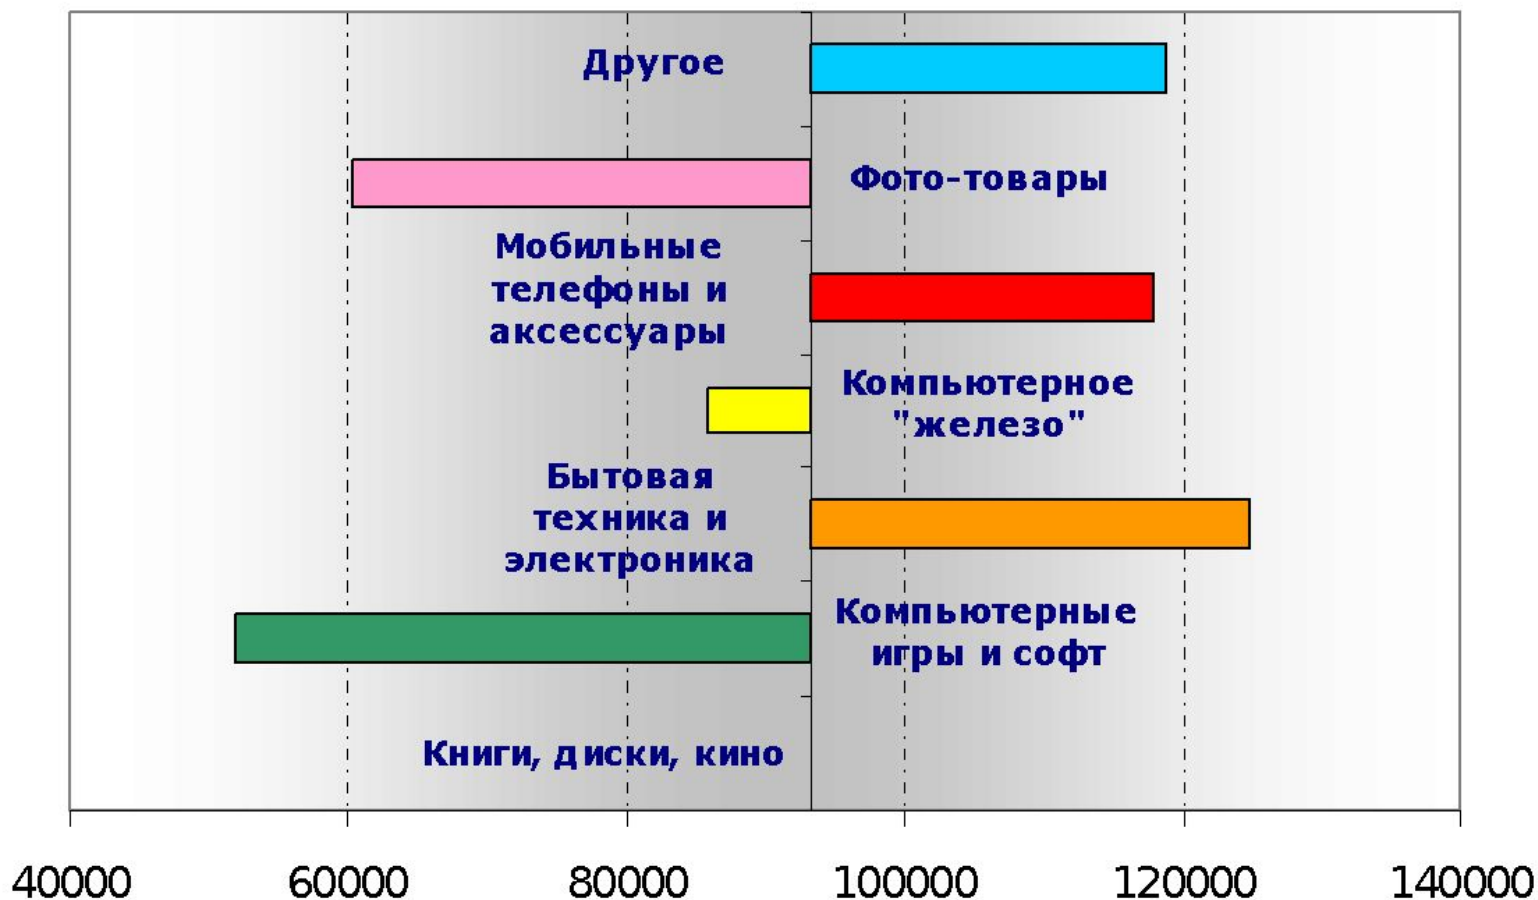 Другое
Фото-товары
Мобильные
телефоны и
аксессуары
Компьютерное
"железо"
Бытовая
техника и
электроника
Компьютерные
игры и софт
Книги, диски, кино
40000 60000 80000 100000 120000 140000